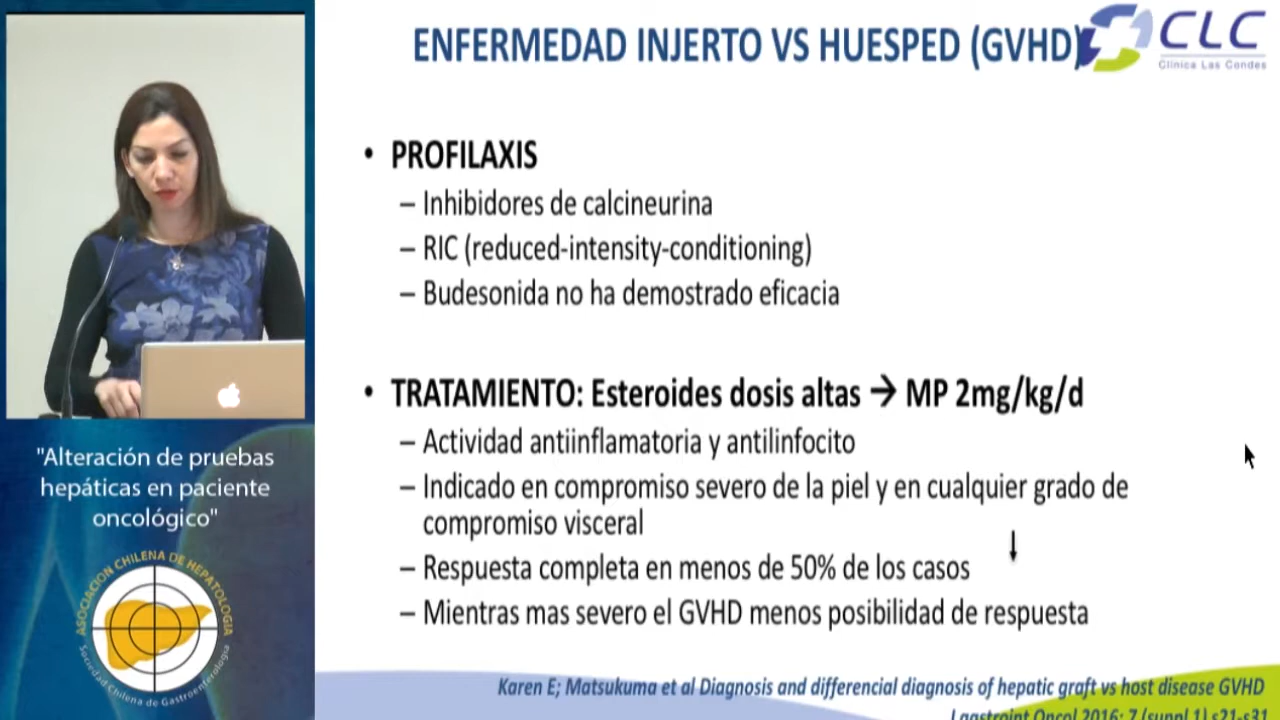 ENFERMEDAD INJERTO VS HUESPED (GVHD)
CLC
Clínica Las Condes
• PROFILAXIS
– Inhibidores de calcineurina
– RIC (reduced-intensity-conditioning)
– Budesonida no ha demostrado eficacia
• TRATAMIENTO: Esteroides dosis altas → MP 2mg/kg/d
– Actividad antiinflamatoria y antilinfocito
– Indicado en compromiso severo de la piel y en cualquier grado de
compromiso visceral
– Respuesta completa en menos de 50% de los casos
– Mientras mas severo el GVHD menos posibilidad de respuesta
Karen E; Matsukuma et al Diagnosis and differencial diagnosis of hepatic graft vs host disease GVHD
J gastroint Oncol 2016; 7 (suppl 1) s21-s31
"Alteración de pruebas
hepáticas en paciente
oncológico"
ASOCIACION CHILENA DE HEPATOLOGIA
Sociedad Chilena de Gastroenterología